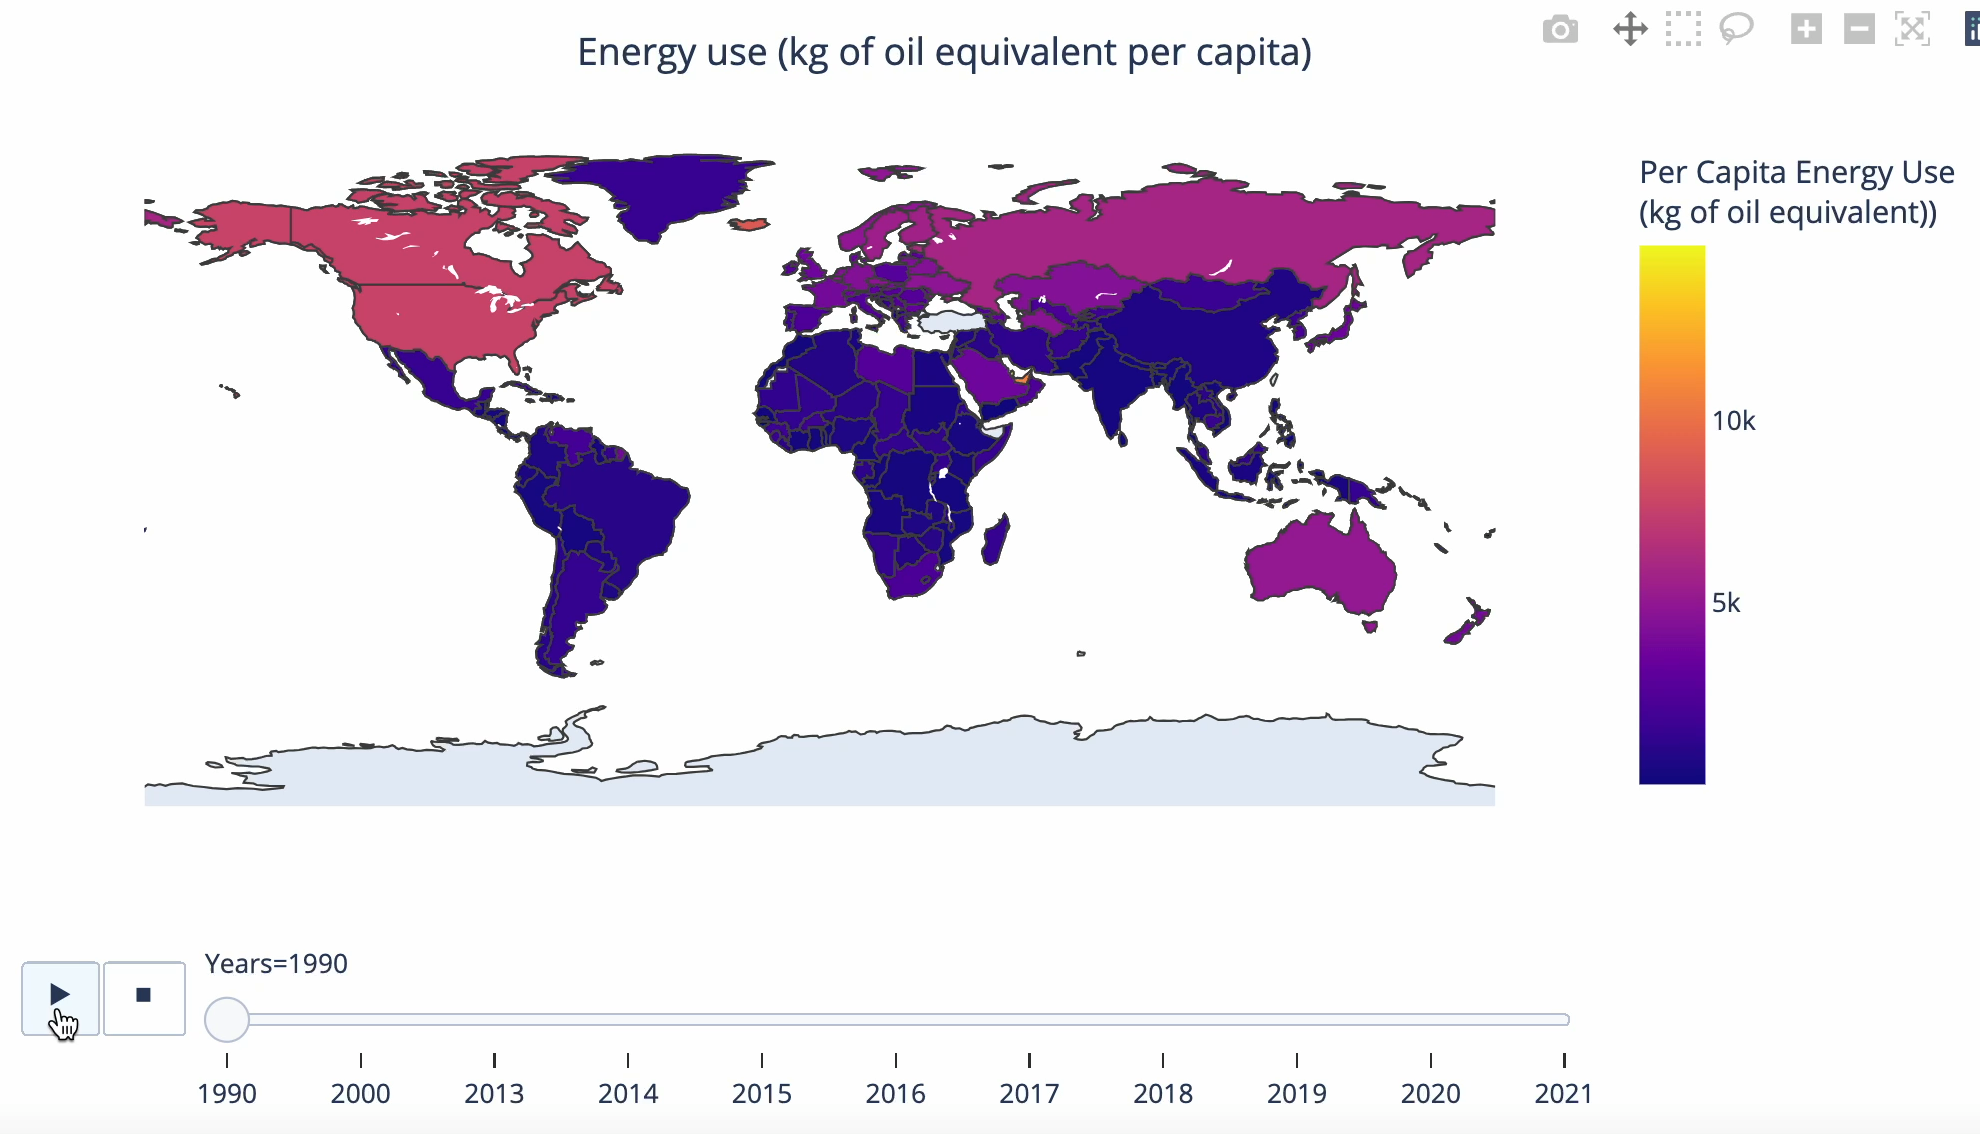 Energy use (kg of oil equivalent per capita)
Per Capita Energy Use
(kg of oil equivalent))
10k
5k
Years=1990
1990 2000 2013 2014 2015 2016 2017 2018 2019 2020 2021